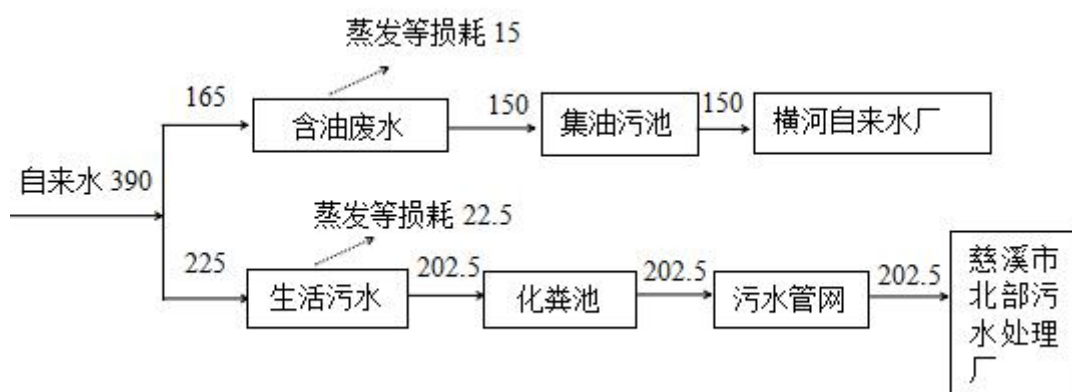 蒸发等损耗 15
165
含油废水
150
集油污池
150
横河自来水厂
自来水 390
蒸发等损耗 22.5
225
生活污水
202.5
化粪池
202.5
污水管网
202.5
慈溪市
北部污
水处理
厂